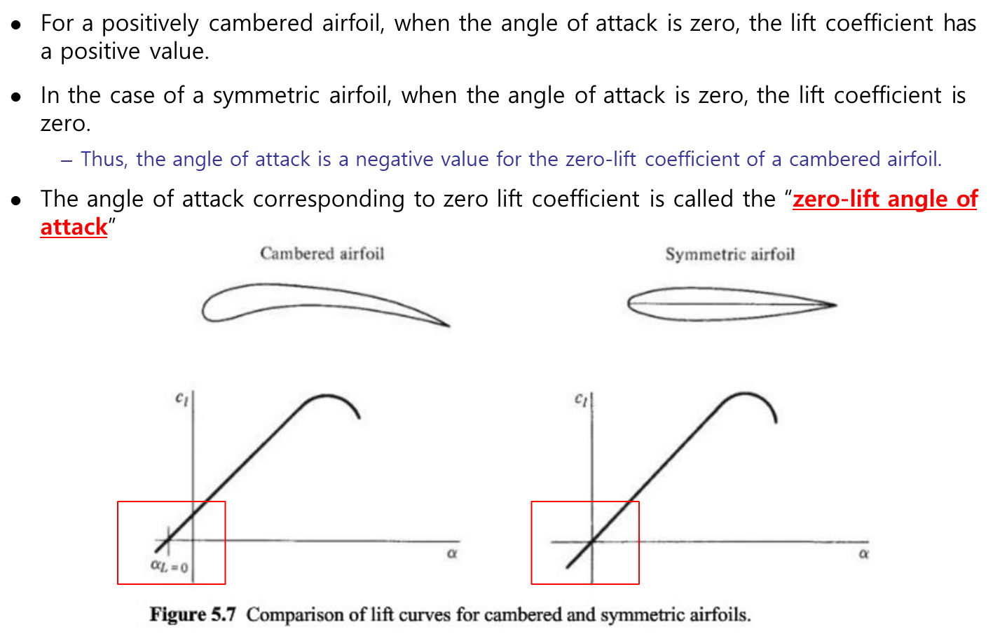 ● For a positively cambered airfoil, when the angle of attack is zero, the lift coefficient has
a positive value.
● In the case of a symmetric airfoil, when the angle of attack is zero, the lift coefficient is
zero.
– Thus, the angle of attack is a negative value for the zero-lift coefficient of a cambered airfoil.
● The angle of attack corresponding to zero lift coefficient is called the “zero-lift angle of
attack”
Cambered airfoil
Symmetric airfoil
c_l
α_L=0
α
c_l
α
Figure 5.7 Comparison of lift curves for cambered and symmetric airfoils.